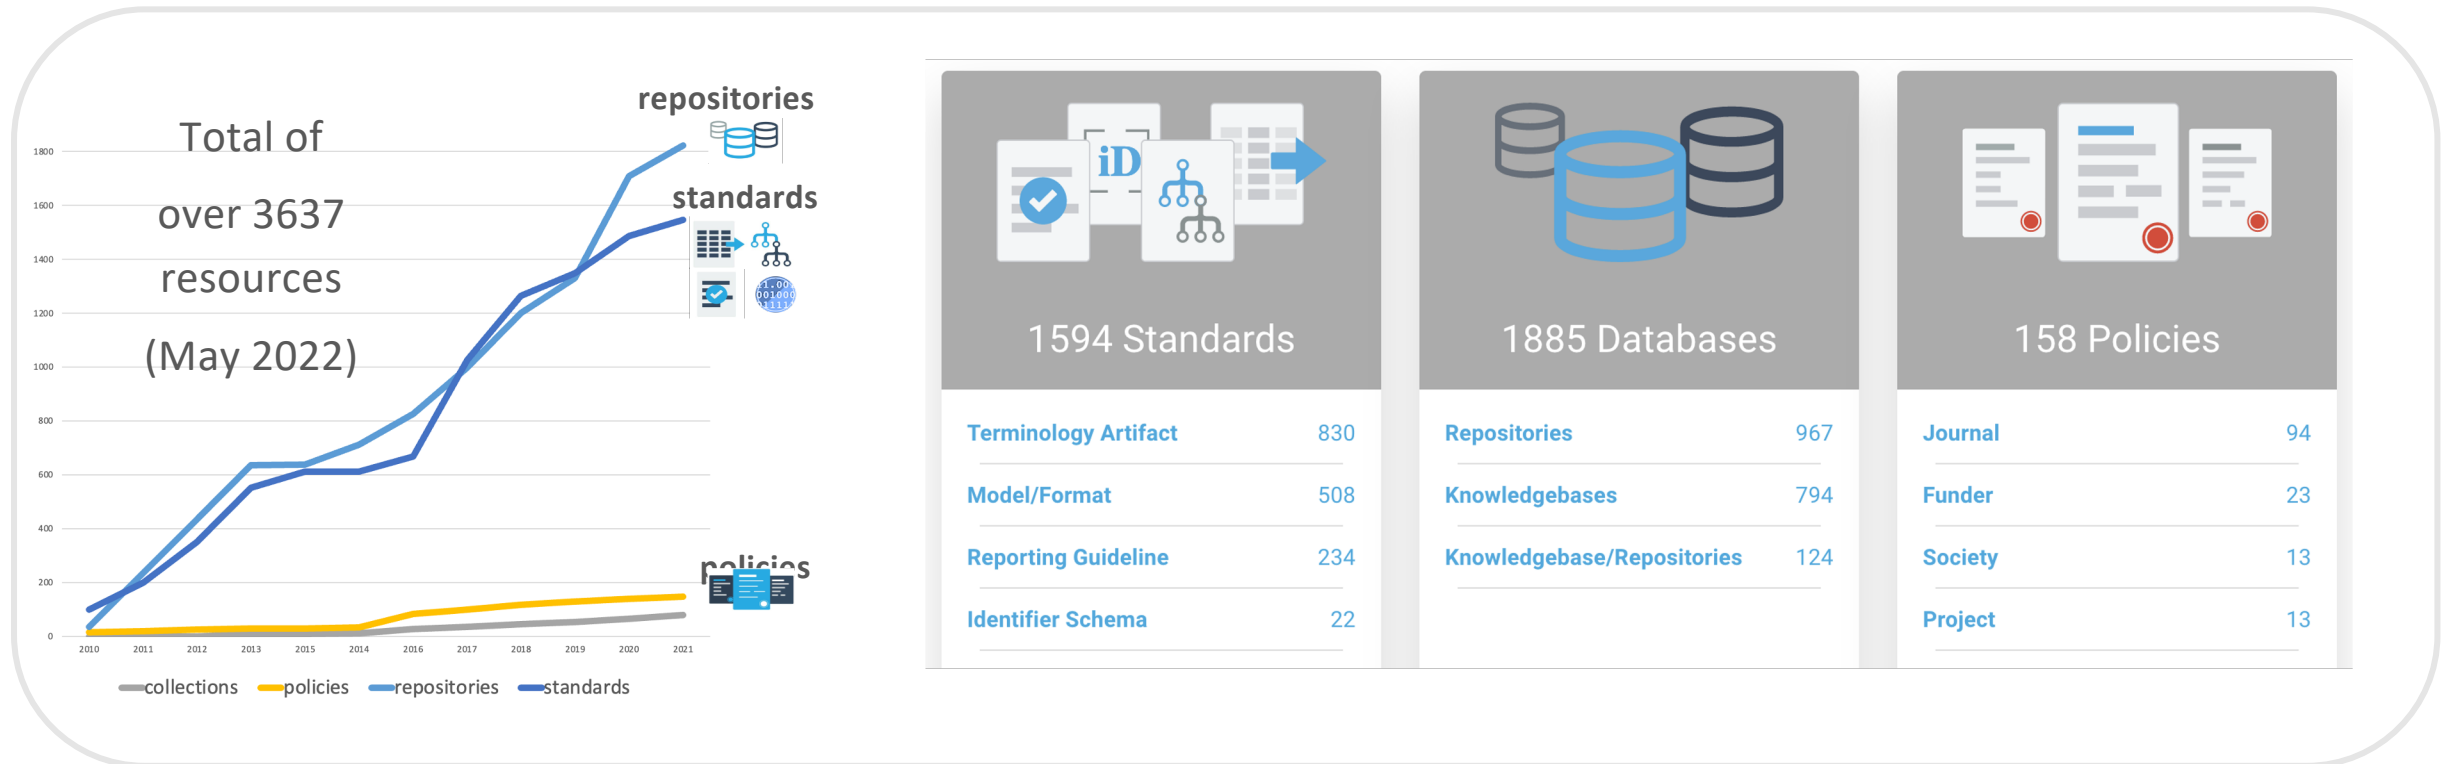 repositories
Total of
over 3637
resources
(May 2022)
standards
policies
1800
1600
1400
1200
1000
800
600
400
200
0
2010 2011 2012 2013 2015 2014 2016 2017 2018 2019 2020 2021
collections policies repositories standards
iD
1594 Standards
Terminology Artifact 830
Model/Format 508
Reporting Guideline 234
Identifier Schema 22
1885 Databases
Repositories 967
Knowledgebases 794
Knowledgebase/Repositories 124
158 Policies
Journal 94
Funder 23
Society 13
Project 13